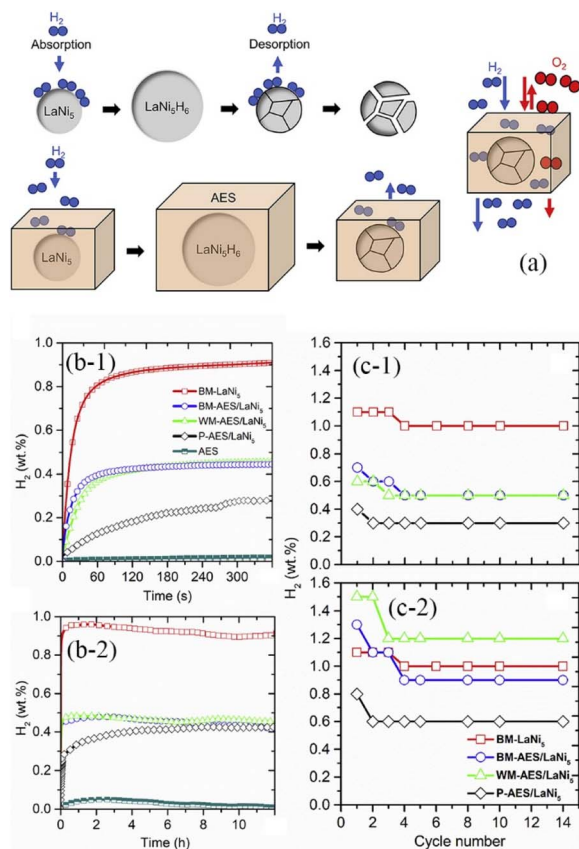 H2
Absorption
LaNi5
LaNi5H6
H2
Desorption
H2
O2
H2
LaNi5
AES
LaNi5H6
(a)
(b-1)
H2 (wt.%)
1.0
0.8
0.6
0.4
0.2
0.0
0 60 120 180 240 300 360
Time (s)
BM-LaNi5
BM-AES/LaNi5
WM-AES/LaNi5
P-AES/LaNi5
AES
(b-2)
H2 (wt.%)
1.0
0.8
0.6
0.4
0.2
0.0
0 2 4 6 8 10
Time (h)
(c-1)
H2 (wt.%)
1.6
1.4
1.2
1.0
0.8
0.6
0.4
0.2
0.0
(c-2)
1.6
1.4
1.2
1.0
0.8
0.6
0.4
0.2
0.0
BM-LaNi5
BM-AES/LaNi5
WM-AES/LaNi5
P-AES/LaNi5
0 2 4 6 8 10 12 14
Cycle number